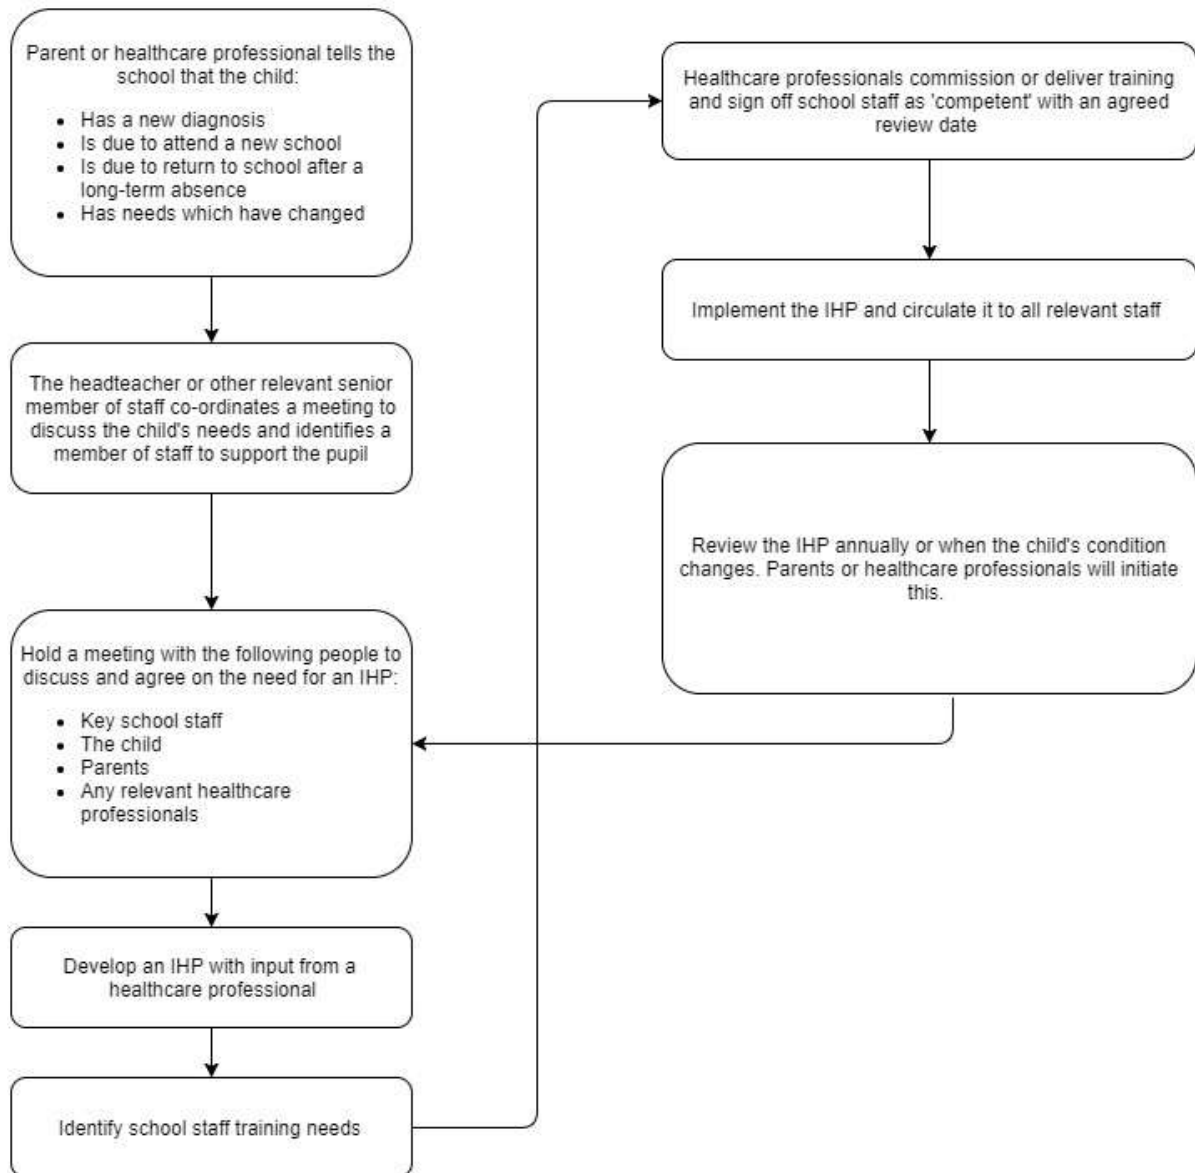 Parent or healthcare professional tells the
school that the child:
• Has a new diagnosis
• Is due to attend a new school
• Is due to return to school after a
long-term absence
• Has needs which have changed
The headteacher or other relevant senior
member of staff co-ordinates a meeting to
discuss the child's needs and identifies a
member of staff to support the pupil
Hold a meeting with the following people to
discuss and agree on the need for an IHP:
• Key school staff
• The child
• Parents
• Any relevant healthcare
professionals
Develop an IHP with input from a
healthcare professional
Identify school staff training needs
Healthcare professionals commission or deliver training
and sign off school staff as 'competent' with an agreed
review date
Implement the IHP and circulate it to all relevant staff
Review the IHP annually or when the child's condition
changes. Parents or healthcare professionals will initiate
this.